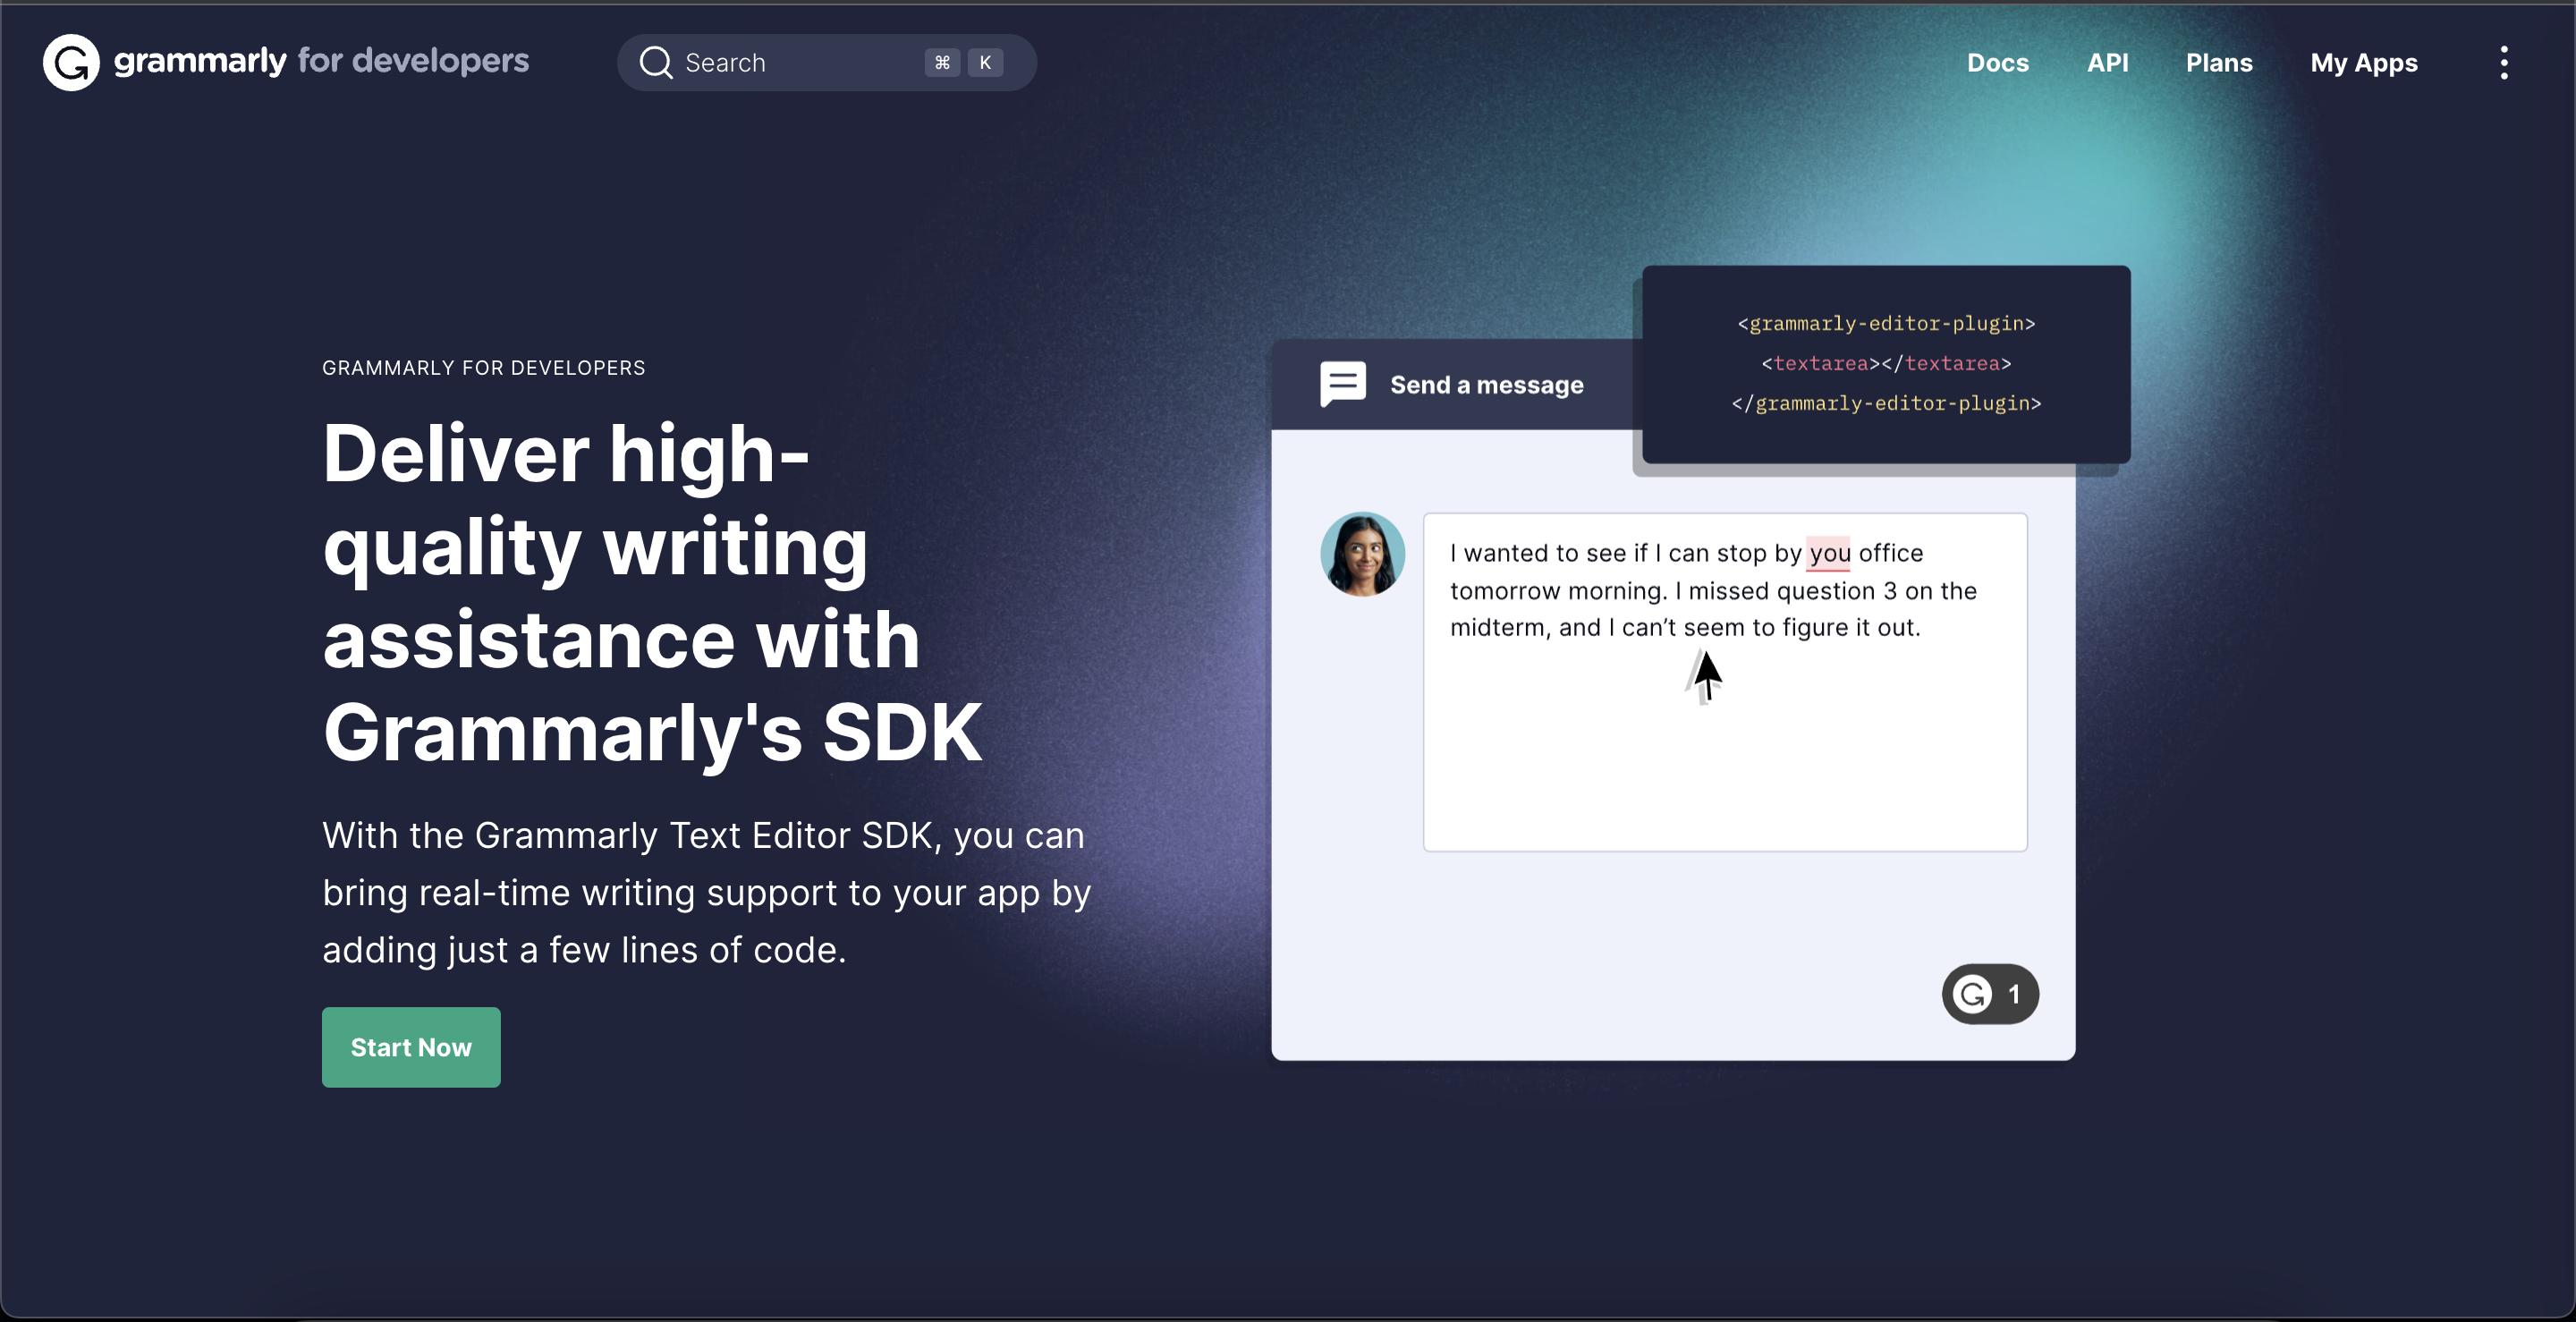 grammarly for developers
Search ⌘ K
Docs API Plans My Apps
GRAMMARLY FOR DEVELOPERS
Deliver high-
quality writing
assistance with
Grammarly's SDK
With the Grammarly Text Editor SDK, you can
bring real-time writing support to your app by
adding just a few lines of code.
Start Now
Send a message
<grammarly-editor-plugin>
<textarea></textarea>
</grammarly-editor-plugin>
I wanted to see if I can stop by you office
tomorrow morning. I missed question 3 on the
midterm, and I can’t seem to figure it out.
1